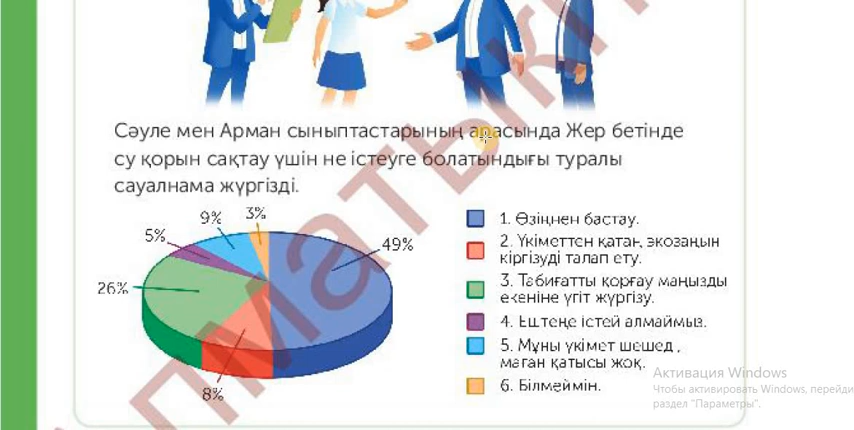 Сәуле мен Арман сыныптастарының арасында Жер бетінде
су қорын сақтау үшін не істеуге болатындығы туралы
сауалнама жүргізді.
3%
9%
5%
49%
26%
8%
1. Өзіңнен бастау.
2. Үкіметтен қатаң экозаңын
кіргізуді талап ету.
3. Табиғатты қорғау маңызды
екеніне үгіт жүргізу.
4. Ештеңе істей алмаймыз.
5. Мұны үкімет шешед ,
маған қатысы жоқ.
6. Білмеймін.
Активация Windows
Чтобы активировать Windows, перейди
раздел "Параметры".